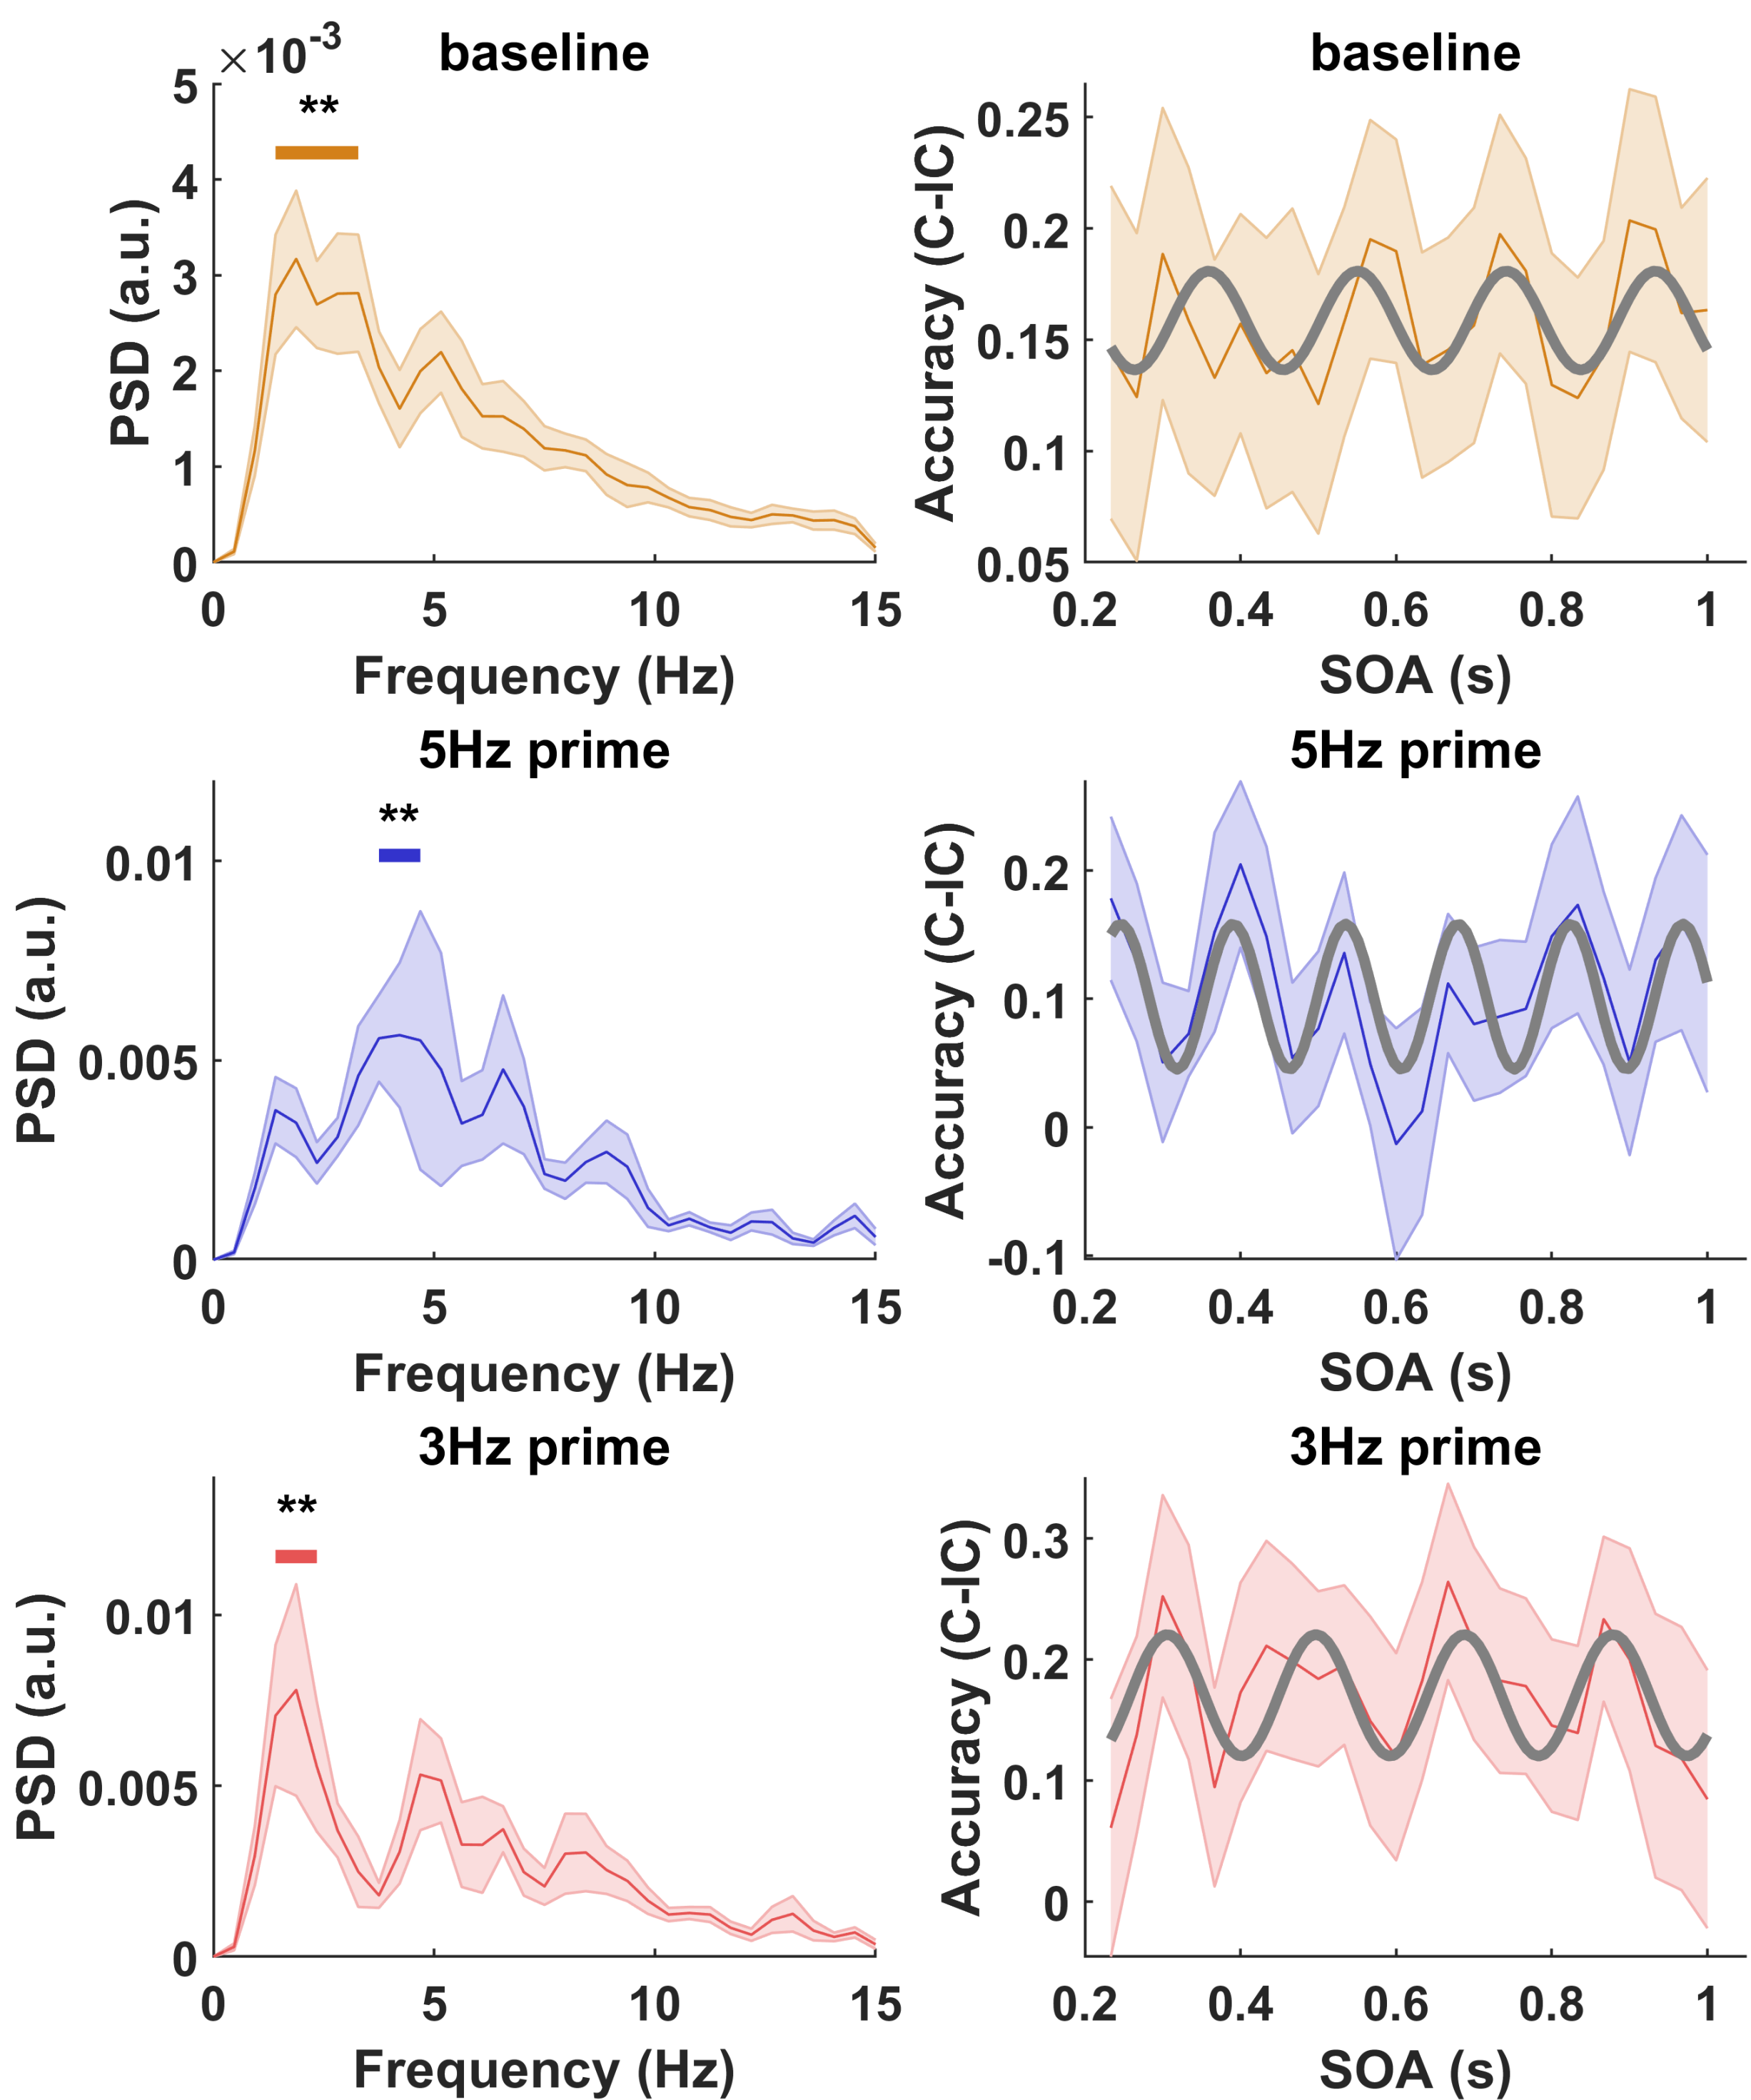 ×10-3
baseline
**
5
4
3
2
1
0
PSD (a.u.)
0 5 10 15
Frequency (Hz)
baseline
0.25
0.2
0.15
0.1
0.05
Accuracy (C-IC)
0.2 0.4 0.6 0.8 1
SOA (s)
5Hz prime
**
0.01
0.005
0
PSD (a.u.)
0 5 10 15
Frequency (Hz)
5Hz prime
0.2
0.1
0
-0.1
Accuracy (C-IC)
0.2 0.4 0.6 0.8 1
SOA (s)
3Hz prime
**
0.01
0.005
0
PSD (a.u.)
0 5 10 15
Frequency (Hz)
3Hz prime
0.3
0.2
0.1
0
Accuracy (C-IC)
0.2 0.4 0.6 0.8 1
SOA (s)